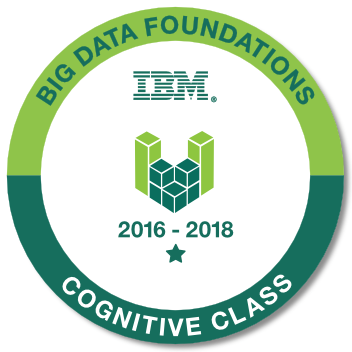 BIG DATA FOUNDATIONS
IBM®
2016 - 2018
COGNITIVE CLASS